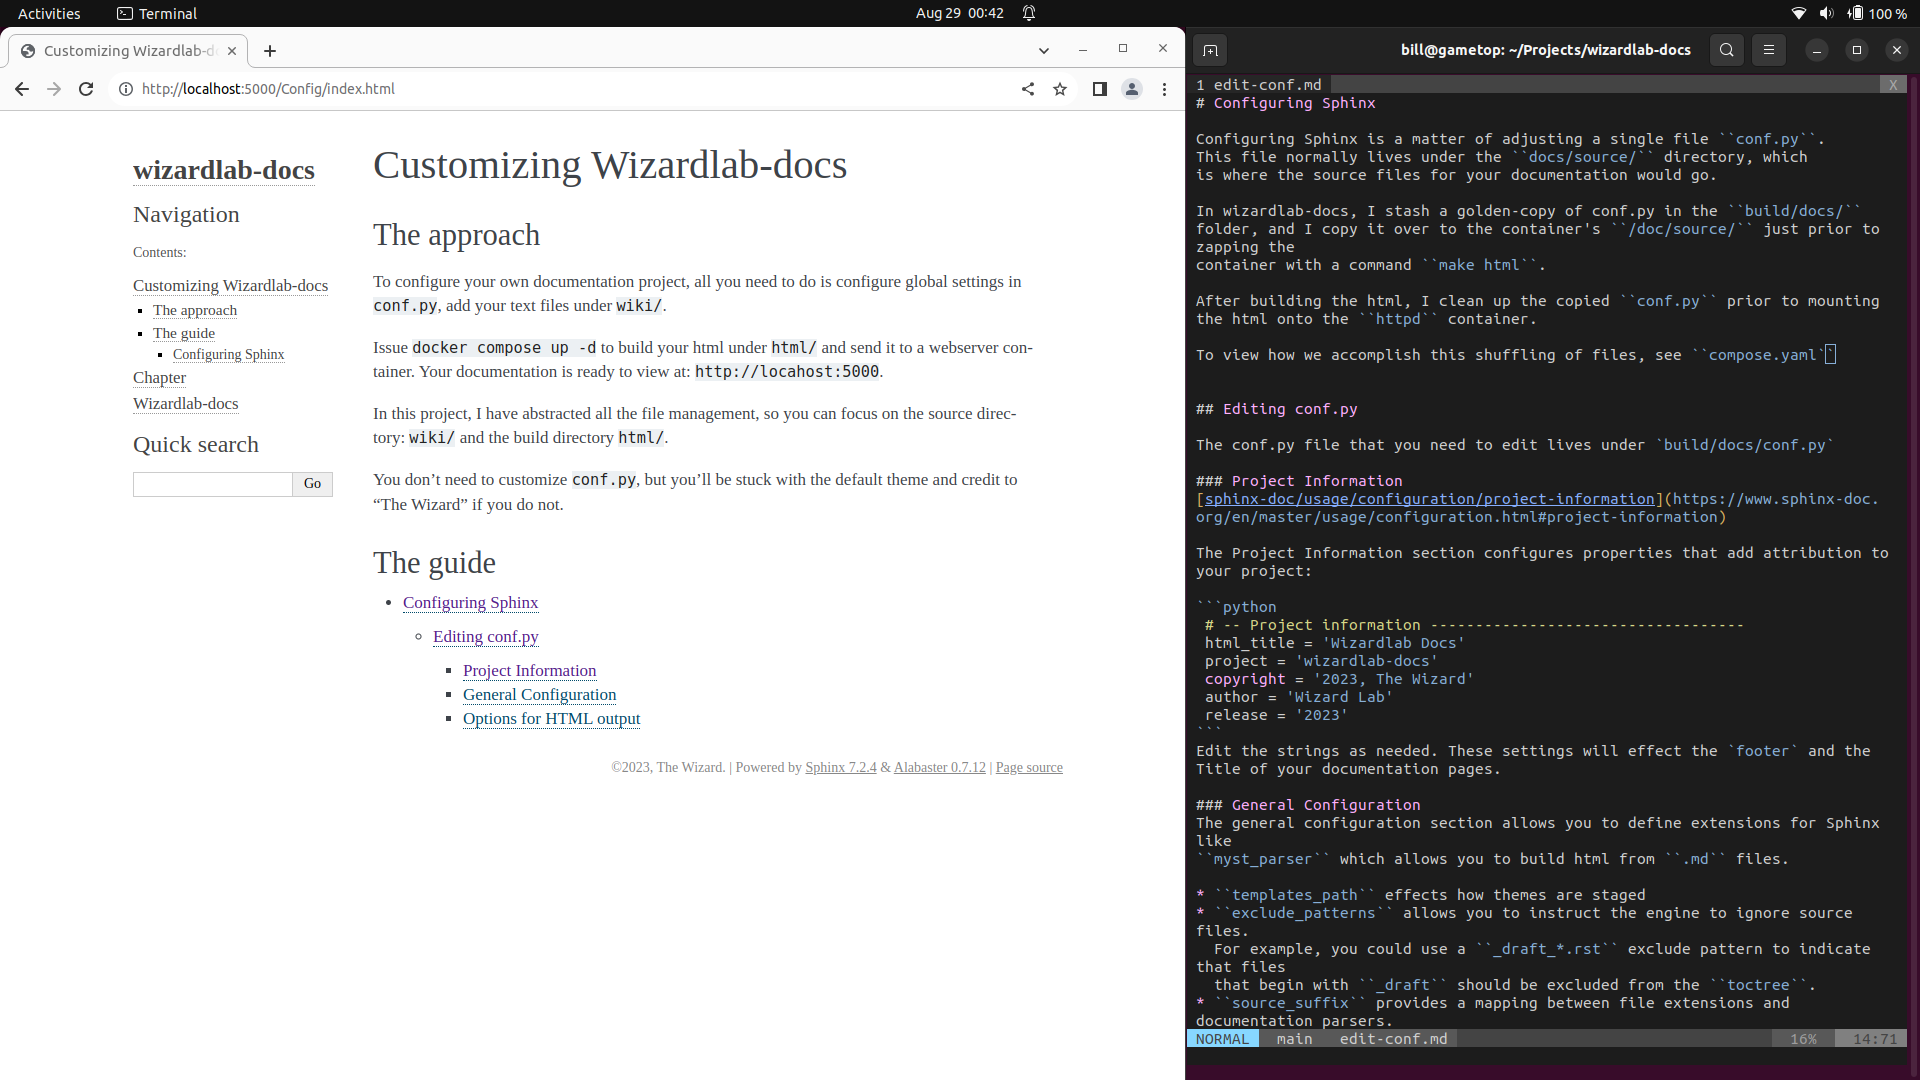 Activities
Terminal
Aug 29 00:42
100 %
Customizing Wizardlab-do
http://localhost:5000/Config/index.html
wizardlab-docs
Navigation
Contents:
Customizing Wizardlab-docs
The approach
The guide
Configuring Sphinx
Chapter
Wizardlab-docs
Quick search
Go
Customizing Wizardlab-docs
The approach
To configure your own documentation project, all you need to do is configure global settings in
conf.py, add your text files under wiki/.
Issue docker compose up -d to build your html under html/ and send it to a webserver con-
tainer. Your documentation is ready to view at: http://locahost:5000.
In this project, I have abstracted all the file management, so you can focus on the source direc-
tory: wiki/ and the build directory html/.
You don’t need to customize conf.py, but you’ll be stuck with the default theme and credit to
“The Wizard” if you do not.
The guide
Configuring Sphinx
Editing conf.py
Project Information
General Configuration
Options for HTML output
©2023, The Wizard. | Powered by Sphinx 7.2.4 & Alabaster 0.7.12 | Page source
bill@gametop: ~/Projects/wizardlab-docs
1 edit-conf.md X
# Configuring Sphinx
Configuring Sphinx is a matter of adjusting a single file ``conf.py``.
This file normally lives under the ``docs/source/`` directory, which
is where the source files for your documentation would go.
In wizardlab-docs, I stash a golden-copy of conf.py in the ``build/docs/``
folder, and I copy it over to the container's ``/doc/source/`` just prior to
zapping the
container with a command ``make html``.
After building the html, I clean up the copied ``conf.py`` prior to mounting
the html onto the ``httpd`` container.
To view how we accomplish this shuffling of files, see ``compose.yaml``
## Editing conf.py
The conf.py file that you need to edit lives under `build/docs/conf.py`
### Project Information
[sphinx-doc/usage/configuration/project-information](https://www.sphinx-doc.
org/en/master/usage/configuration.html#project-information)
The Project Information section configures properties that add attribution to
your project:
```python
# -- Project information -----------------------------------
html_title = 'Wizardlab Docs'
project = 'wizardlab-docs'
copyright = '2023, The Wizard'
author = 'Wizard Lab'
release = '2023'
```
Edit the strings as needed. These settings will effect the `footer` and the
Title of your documentation pages.
### General Configuration
The general configuration section allows you to define extensions for Sphinx
like
``myst_parser`` which allows you to build html from ``.md`` files.
* ``templates_path`` effects how themes are staged
* ``exclude_patterns`` allows you to instruct the engine to ignore source
files.
For example, you could use a ``_draft_*.rst`` exclude pattern to indicate
that files
that begin with ``_draft`` should be excluded from the ``toctree``.
* ``source_suffix`` provides a mapping between file extensions and
documentation parsers.
NORMAL main edit-conf.md 16% 14:71